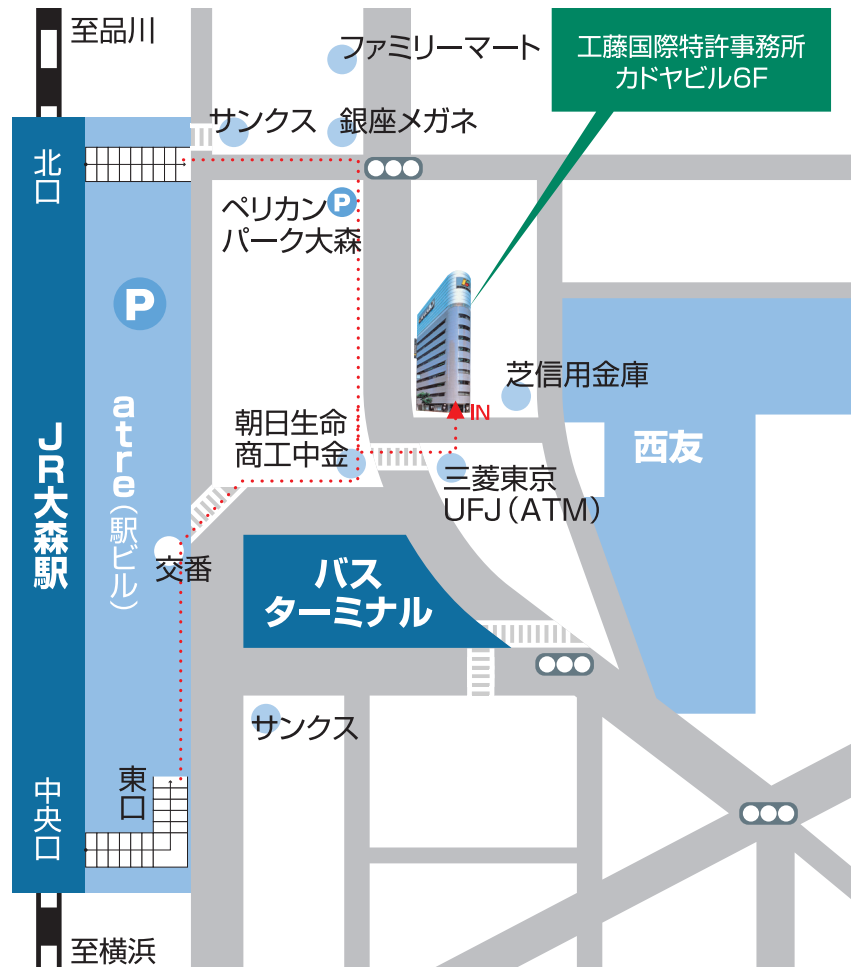 至品川
ファミリーマート
工藤国際特許事務所
カドヤビル6F
サンクス
銀座メガネ
北口
P
ペリカン
パーク大森
P
芝信用金庫
IN
atre(駅ビル)
朝日生命
商工中金
JR大森駅
西友
三菱東京
UFJ(ATM)
交番
バス
ターミナル
サンクス
東口
中央口
至横浜